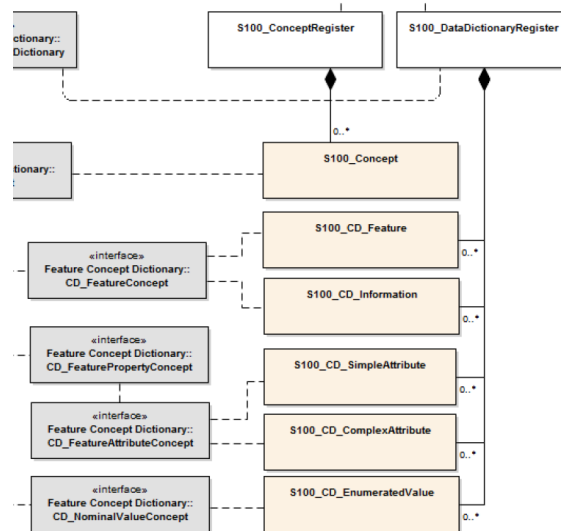 S100_ConceptRegister
S100_DataDictionaryRegister
ctionary::
Dictionary
0..*
S100_Concept
tionary::
S100_CD_Feature
0..*
«interface»
Feature Concept Dictionary::
CD_FeatureConcept
S100_CD_Information
0..*
«interface»
Feature Concept Dictionary::
CD_FeaturePropertyConcept
S100_CD_SimpleAttribute
0..*
«interface»
Feature Concept Dictionary::
CD_FeatureAttributeConcept
S100_CD_ComplexAttribute
0..*
«interface»
Feature Concept Dictionary::
CD_NominalValueConcept
S100_CD_EnumeratedValue
0..*